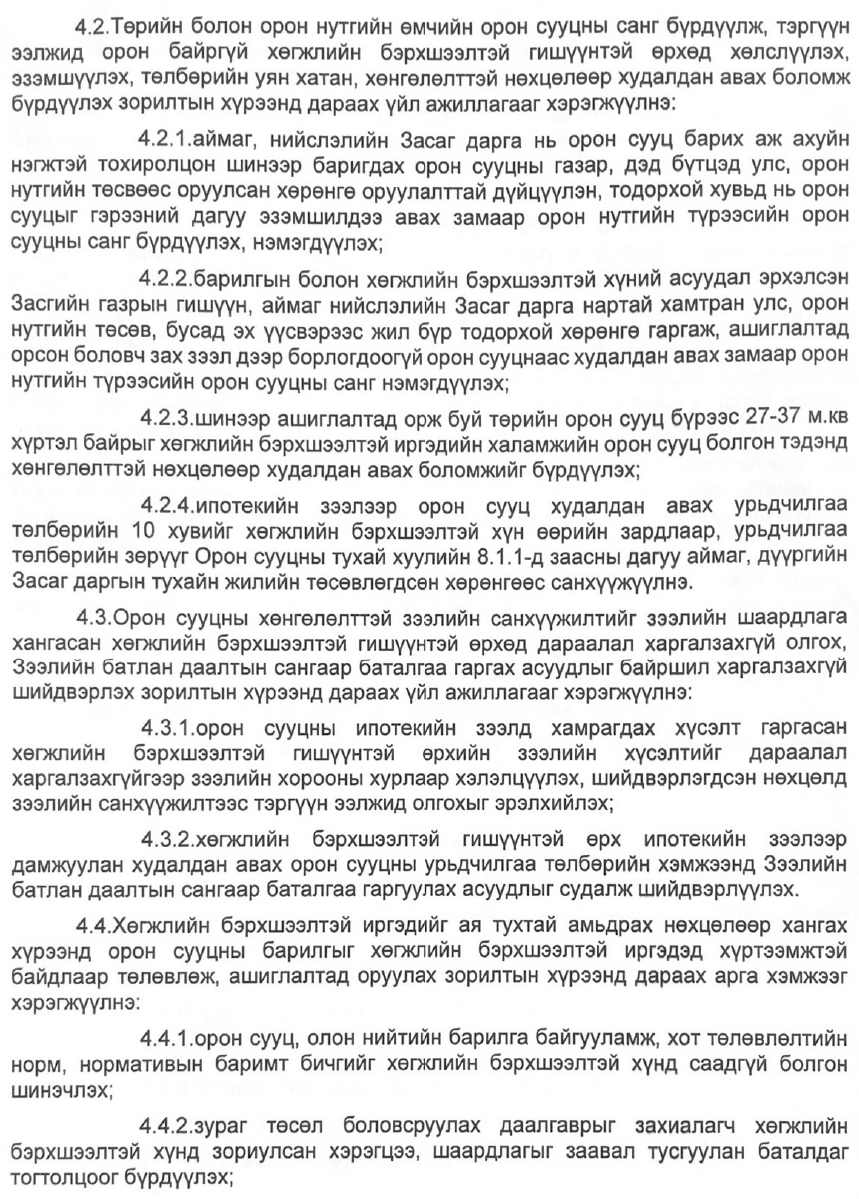 4.2.Төрийн болон орон нутгийн өмчийн орон сууцны санг бүрдүүлж, тэргүүн
ээлжид орон байргүй хөгжлийн бэрхшээлтэй гишүүнтэй өрхөд хөлслүүлэх,
эзэмшүүлэх, төлбөрийн уян хатан, хөнгөлөлттэй нөхцөлөөр худалдан авах боломж
бүрдүүлэх зорилтын хүрээнд дараах үйл ажиллагааг хэрэгжүүлнэ:
4.2.1.аймаг, нийслэлийн Засаг дарга нь орон сууц барих аж ахуйн
нэгжтэй тохиролцон шинээр баригдах орон сууцны газар, дэд бүтцэд улс, орон
нутгийн төсвөөс оруулсан хөрөнгө оруулалттай дүйцүүлэн, тодорхой хувьд нь орон
сууцыг гэрээний дагуу эзэмшилдээ авах замаар орон нутгийн түрээсийн орон
сууцны санг бүрдүүлэх, нэмэгдүүлэх;
4.2.2.барилгын болон хөгжлийн бэрхшээлтэй хүний асуудал эрхэлсэн
Засгийн газрын гишүүн, аймаг нийслэлийн Засаг дарга нартай хамтран улс, орон
нутгийн төсөв, бусад эх үүсвэрээс жил бүр тодорхой хөрөнгө гаргаж, ашиглалтад
орсон боловч зах зээл дээр борлогдоогүй орон сууцнаас худалдан авах замаар орон
нутгийн түрээсийн орон сууцны санг нэмэгдүүлэх;
4.2.3.шинээр ашиглалтад орж буй төрийн орон сууц бүрээс 27-37 м.кв
хүртэл байрыг хөгжлийн бэрхшээлтэй иргэдийн халамжийн орон сууц болгон тэдэнд
хөнгөлөлттэй нөхцөлөөр худалдан авах боломжийг бүрдүүлэх;
4.2.4.ипотекийн зээлээр орон сууц худалдан авах урьдчилгаа
төлбөрийн 10 хувийг хөгжлийн бэрхшээлтэй хүн өөрийн зардлаар, урьдчилгаа
төлбөрийн зөрүүг Орон сууцны тухай хуулийн 8.1.1-д заасны дагуу аймаг, дүүргийн
Засаг даргын тухайн жилийн төсөвлөгдсөн хөрөнгөөс санхүүжүүлнэ.
4.3.Орон сууцны хөнгөлөлттэй зээлийн санхүүжилтийг зээлийн шаардлага
хангасан хөгжлийн бэрхшээлтэй гишүүнтэй өрхөд дараалал харгалзахгүй олгох,
Зээлийн батлан даалтын сангаар баталгаа гаргах асуудлыг байршил харгалзахгүй
шийдвэрлэх зорилтын хүрээнд дараах үйл ажиллагааг хэрэгжүүлнэ:
4.3.1.орон сууцны ипотекийн зээлд хамрагдах хүсэлт гаргасан
хөгжлийн бэрхшээлтэй гишүүнтэй өрхийн зээлийн хүсэлтийг дараалал
харгалзахгүйгээр зээлийн хорооны хурлаар хэлэлцүүлэх, шийдвэрлэгдсэн нөхцөлд
зээлийн санхүүжилтээс тэргүүн ээлжид олгохыг эрэлхийлэх;
4.3.2.хөгжлийн бэрхшээлтэй гишүүнтэй өрх ипотекийн зээлээр
дамжуулан худалдан авах орон сууцны урьдчилгаа төлбөрийн хэмжээнд Зээлийн
батлан даалтын сангаар баталгаа гаргуулах асуудлыг судалж шийдвэрлүүлэх.
4.4.Хөгжлийн бэрхшээлтэй иргэдийг ая тухтай амьдрах нөхцөлөөр хангах
хүрээнд орон сууцны барилгыг хөгжлийн бэрхшээлтэй иргэдэд хүртээмжтэй
байдлаар төлөвлөж, ашиглалтад оруулах зорилтын хүрээнд дараах арга хэмжээг
хэрэгжүүлнэ:
4.4.1.орон сууц, олон нийтийн барилга байгууламж, хот төлөвлөлтийн
норм, нормативын баримт бичгийг хөгжлийн бэрхшээлтэй хүнд саадгүй болгон
шинэчлэх;
4.4.2.зураг төсөл боловсруулах даалгаврыг захиалагч хөгжлийн
бэрхшээлтэй хүнд зориулсан хэрэгцээ, шаардлагыг заавал тусгуулан баталдаг
тогтолцоог бүрдүүлэх;